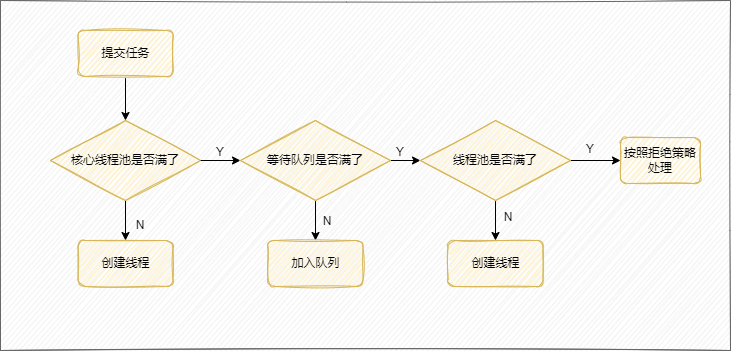 提交任务
核心线程池是否满了
Y
等待队列是否满了
Y
线程池是否满了
Y
按照拒绝策略
处理
N
N
N
创建线程
加入队列
创建线程